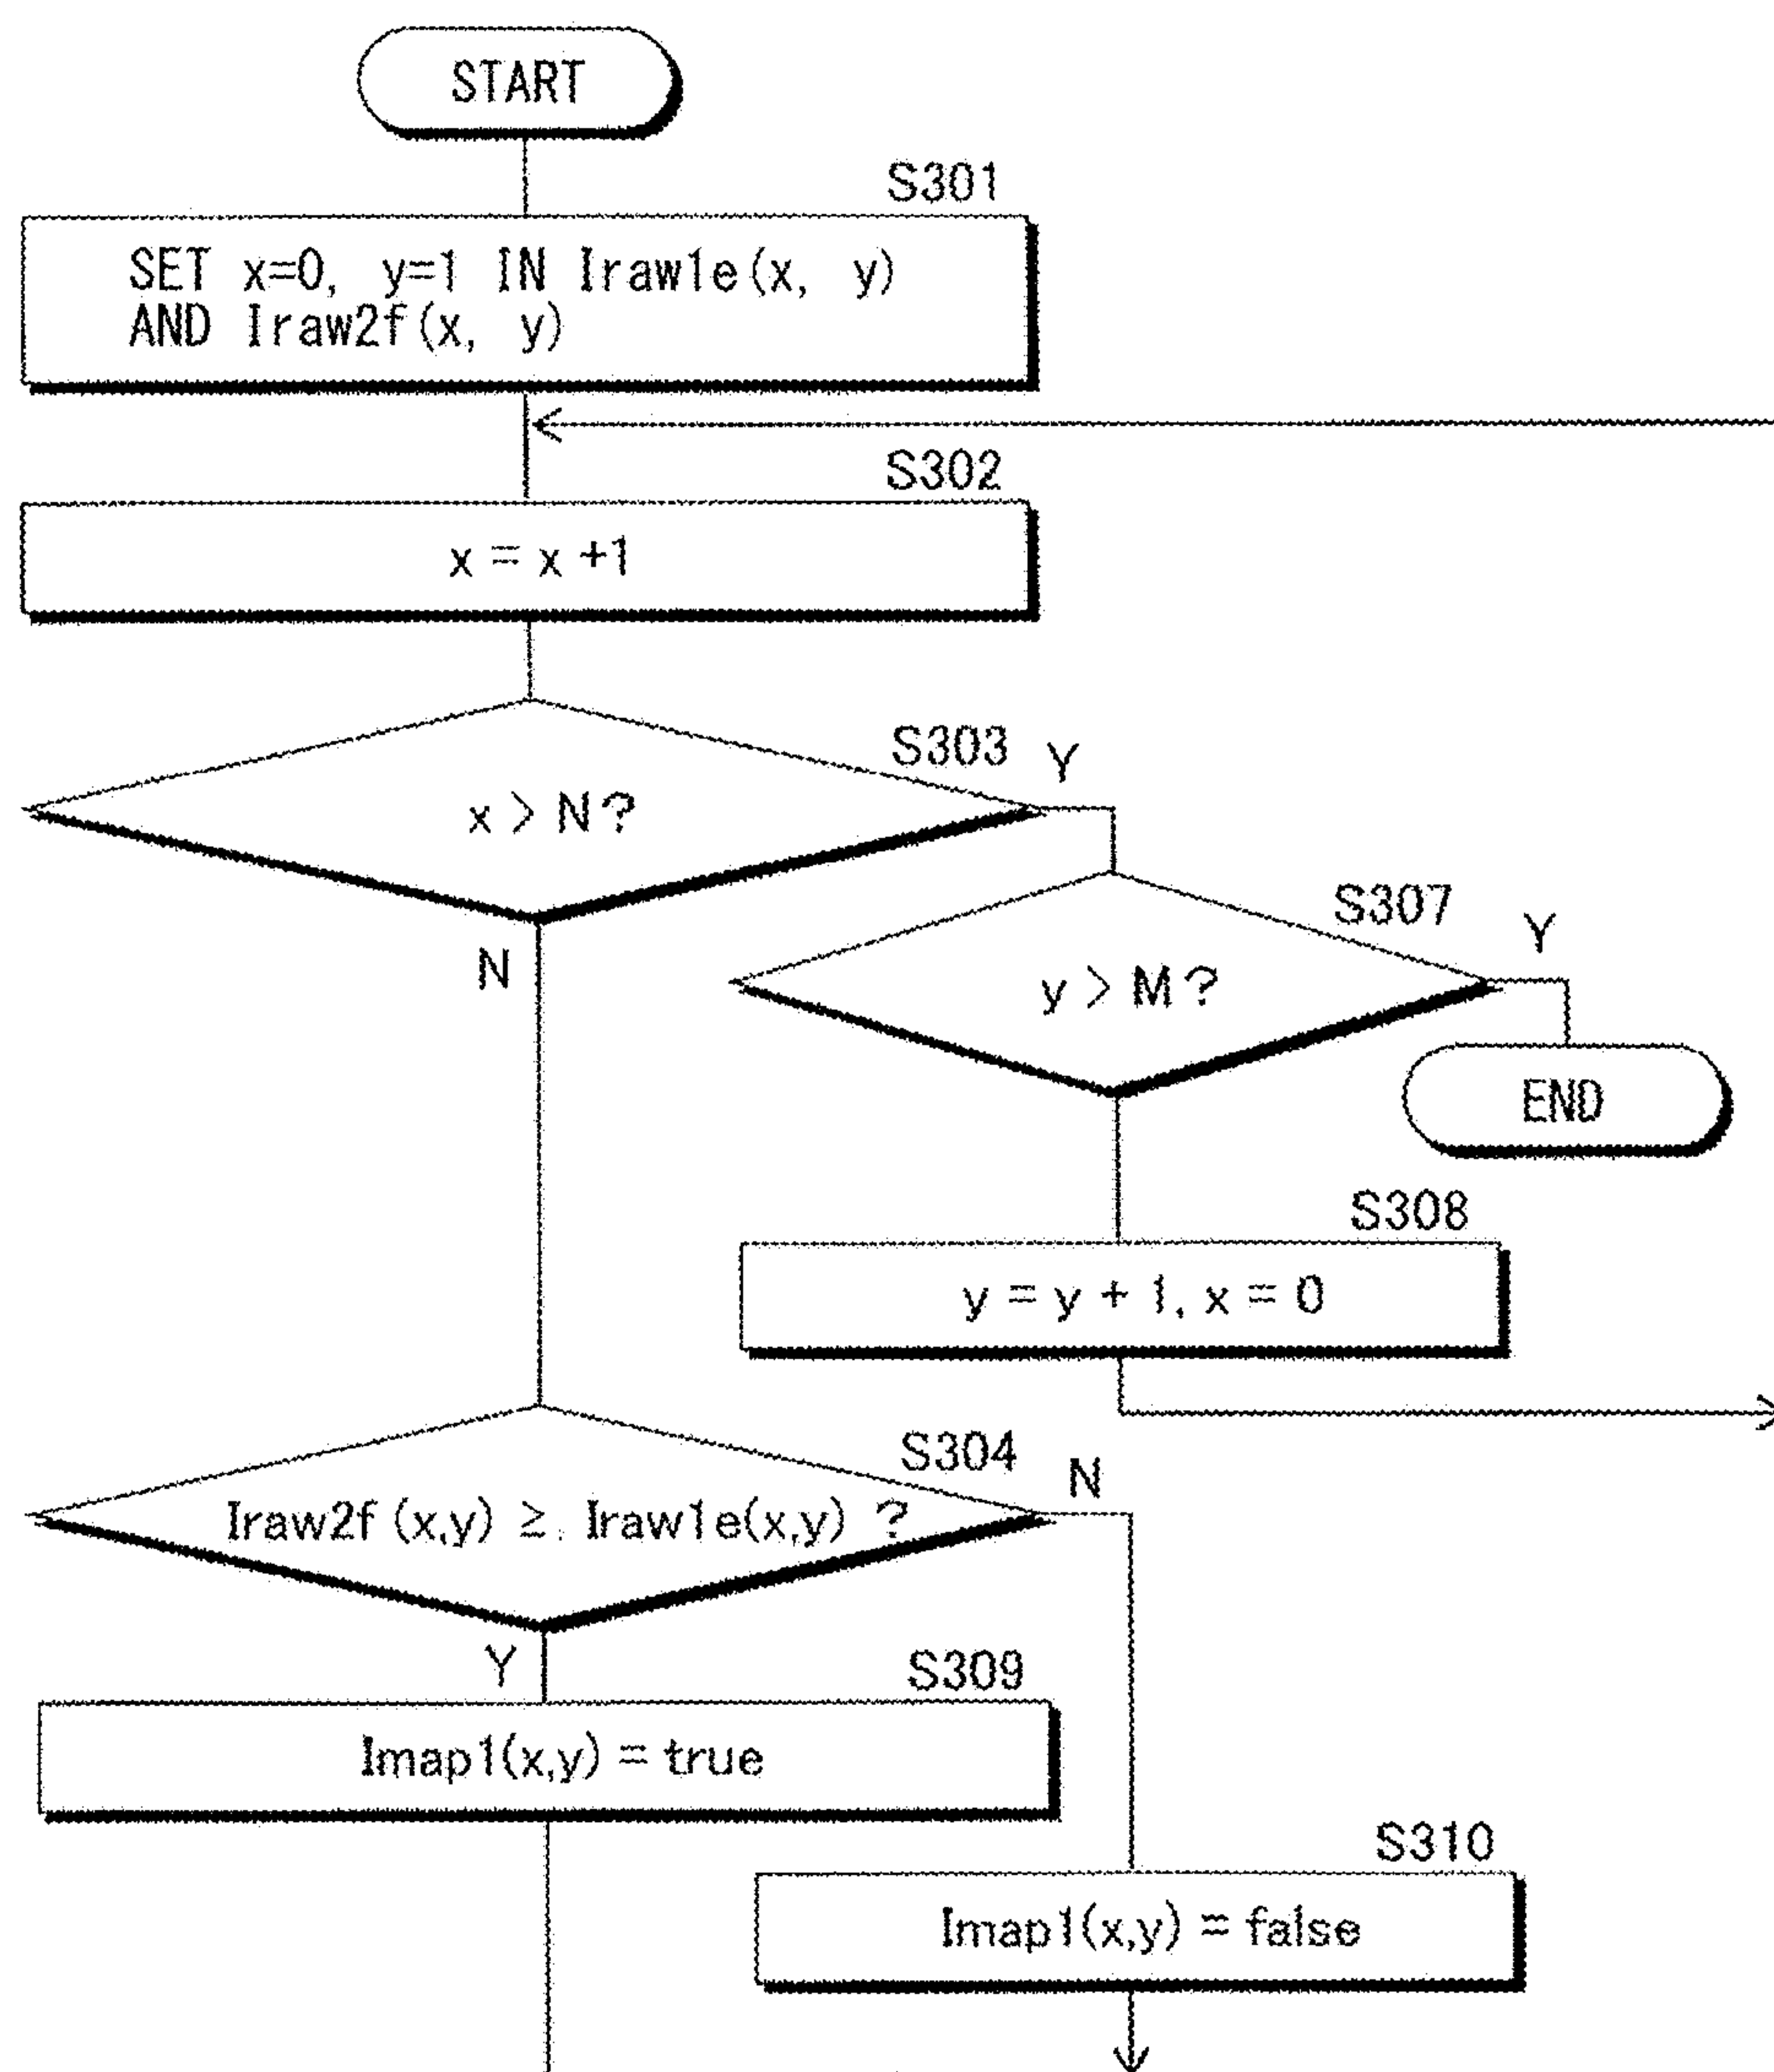 START
S301
SET x=0, y=1 IN Iraw1e(x, y)
AND Iraw2f(x, y)
S302
x = x +1
S303
Y
x > N?
N
S307
Y
y > M?
END
S308
y = y + 1, x = 0
S304
N
Iraw2f (x,y) ≥ Iraw1e(x,y) ?
Y
S309
Imap1(x,y) = true
S310
Imap1(x,y) = false